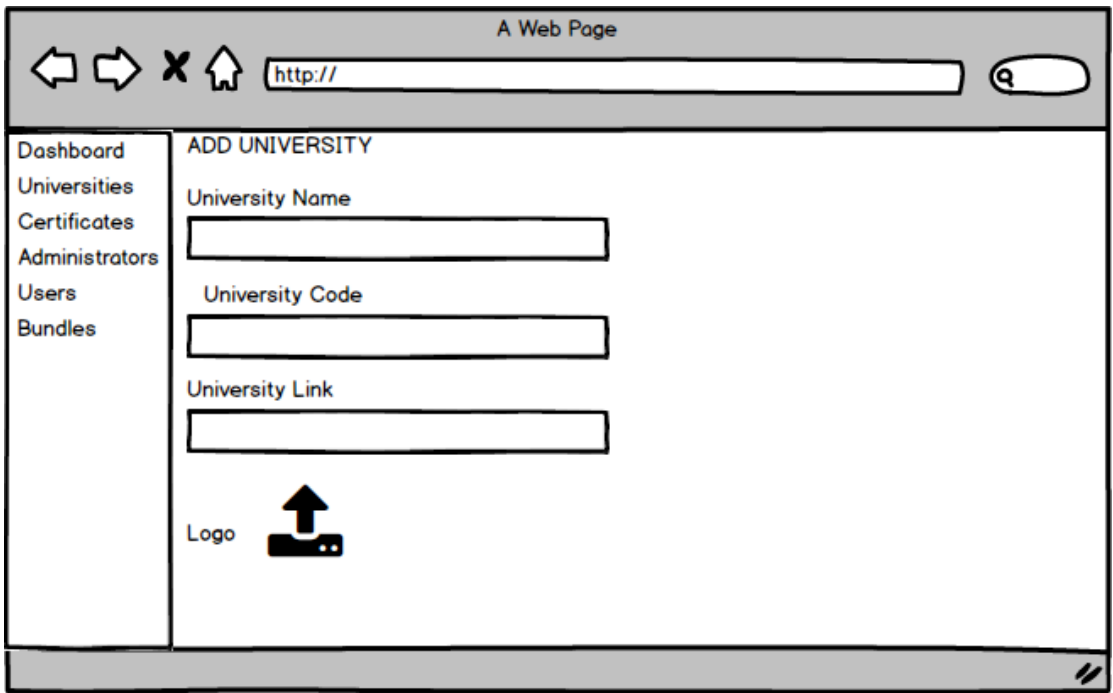 A Web Page
http://
Dashboard
Universities
Certificates
Administrators
Users
Bundles
ADD UNIVERSITY
University Name
University Code
University Link
Logo